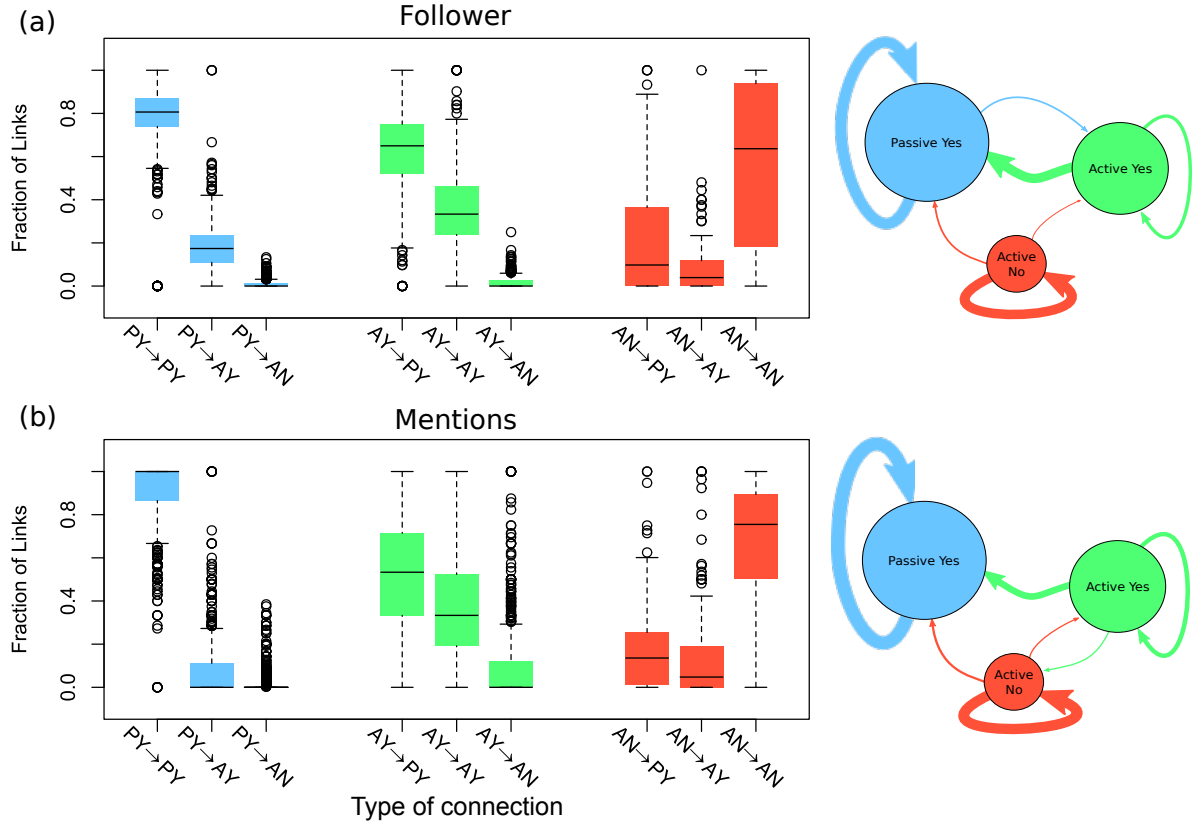 (a)
Follower
Fraction of Links
0.8
0.4
0.0
PY→PY
PY→AY
PY→AN
AY→PY
AY→AY
AY→AN
AN→PY
AN→AY
AN→AN
Passive Yes
Active Yes
Active
No
(b)
Mentions
Fraction of Links
0.8
0.4
0.0
PY→PY
PY→AY
PY→AN
AY→PY
AY→AY
AY→AN
AN→PY
AN→AY
AN→AN
Type of connection
Passive Yes
Active Yes
Active
No